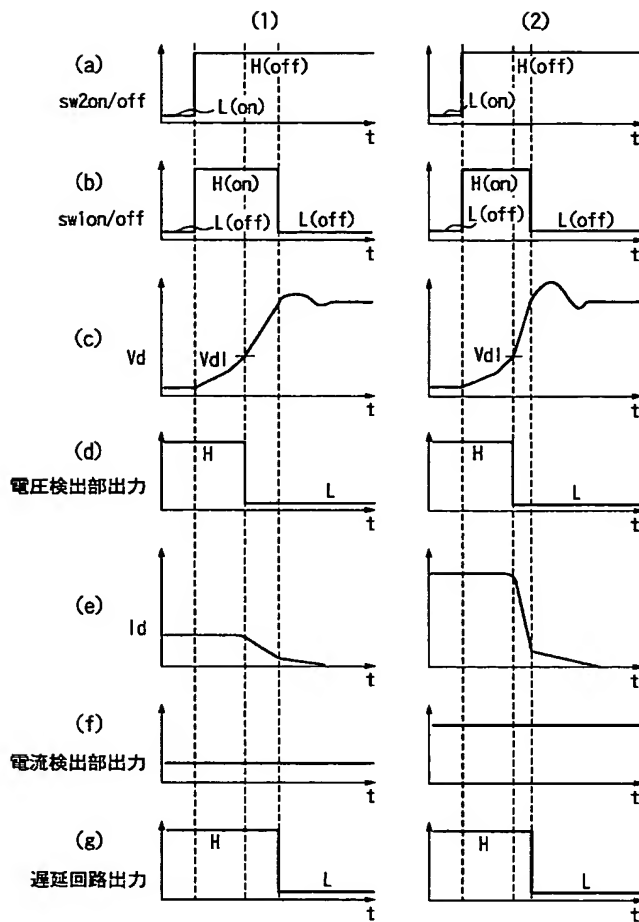 (1) (2)
(a)
sw2on/off
H(off)
L(on)
t
H(off)
L(on)
t
(b)
sw1on/off
H(on)
L(off)
L(off)
t
H(on)
L(off)
L(off)
t
(c)
Vd
Vdl
t
Vdl
t
(d)
電圧検出部出力
H
L
t
H
L
t
(e)
Id
t
t
(f)
電流検出部出力
t
t
(g)
遅延回路出力
H
L
t
H
L
t